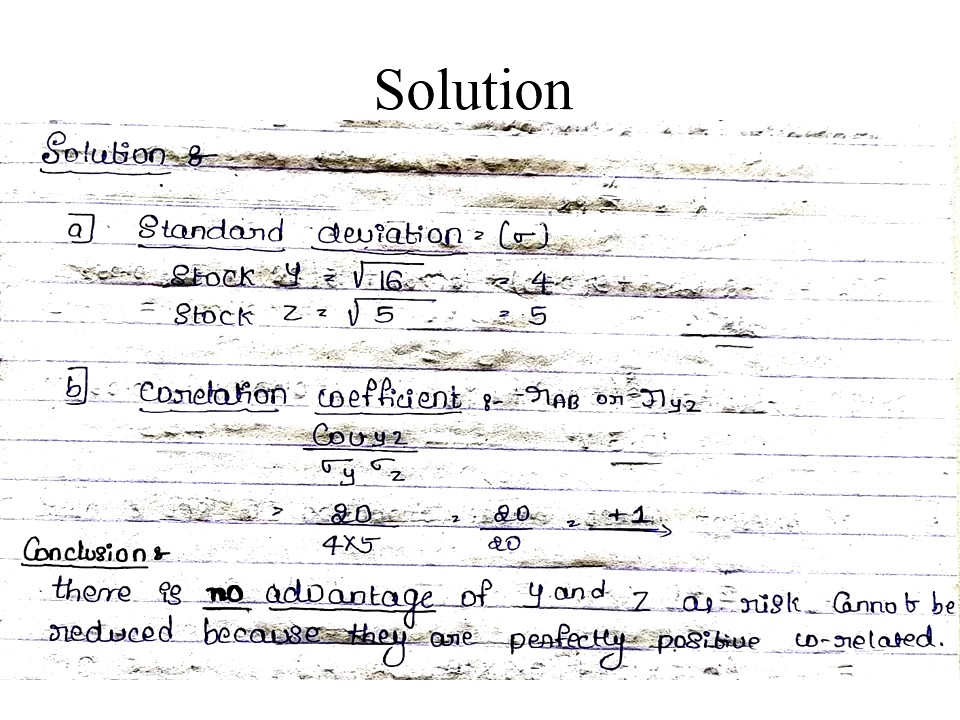 Solution
Solution :-
a) Standard deviation = (σ)
Stock y = √16 = 4
= Stock z = √5 = 5
b) Corelation coefficient :- r_AB or r_yz
Cov yz
σy σz
= 20 / 4×5 = 20 / 20 = +1
Conclusion :-
there is no advantage of y and z as risk cannot be
reduced because they are perfectly positive co-related.